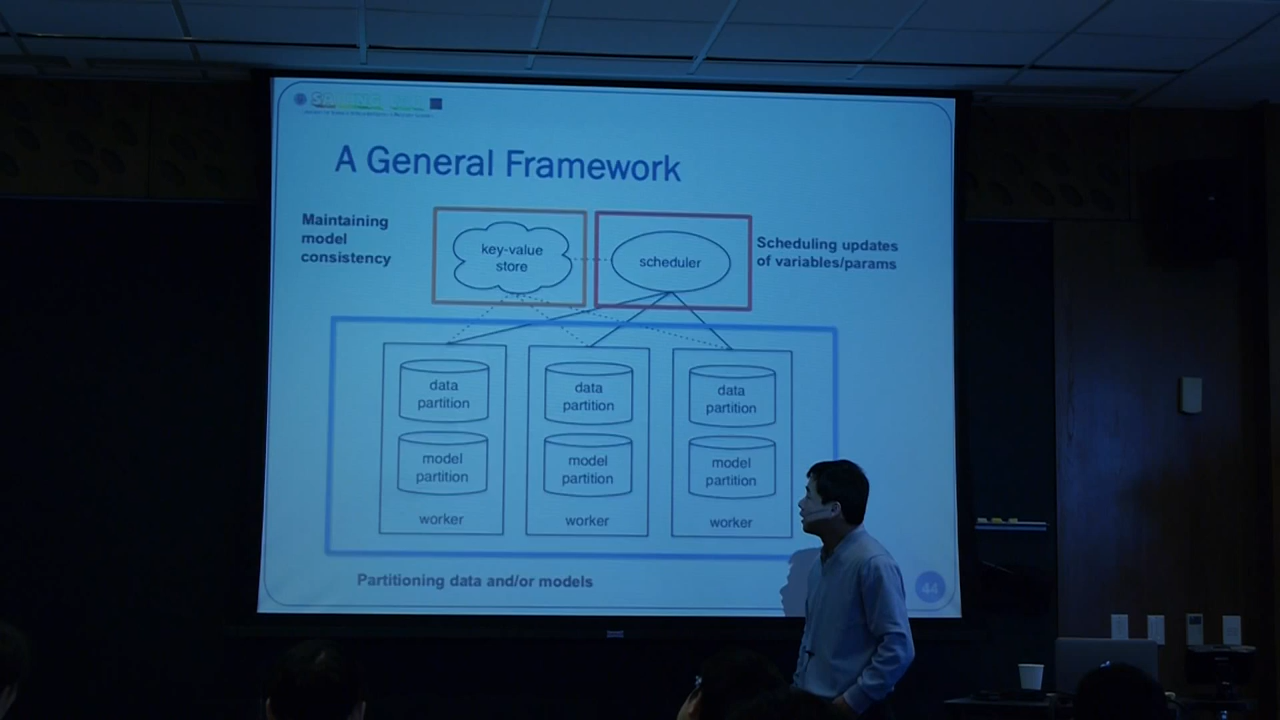 A General Framework
Maintaining
model
consistency
key-value
store
scheduler
Scheduling updates
of variables/params
data
partition
model
partition
worker
data
partition
model
partition
worker
data
partition
model
partition
worker
Partitioning data and/or models
44